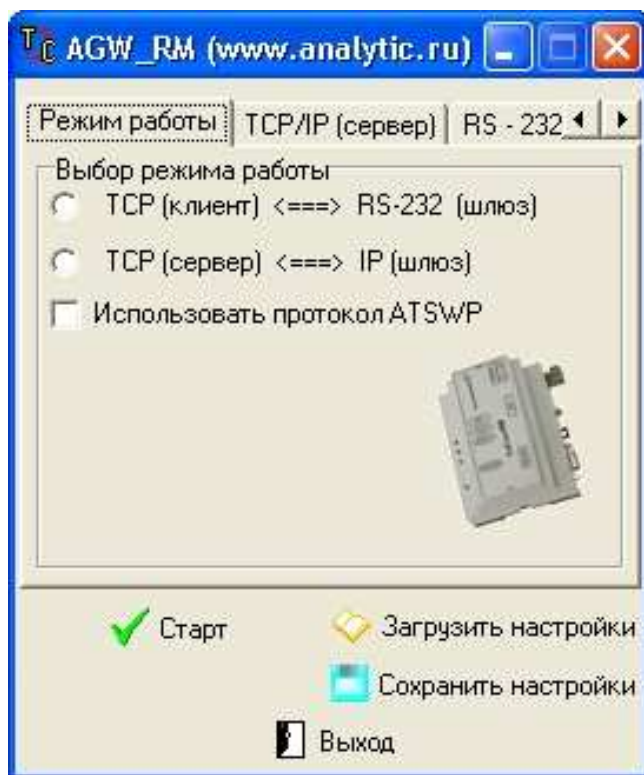 TC AGW_RM (www.analytic.ru)
Режим работы TCP/IP (сервер) RS - 232
Выбор режима работы
TCP (клиент) <===> RS-232 (шлюз)
TCP (сервер) <===> IP (шлюз)
Использовать протокол ATSWP
Старт
Загрузить настройки
Сохранить настройки
Выход